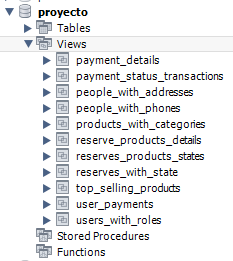 proyecto
Tables
Views
payment_details
payment_status_transactions
people_with_addresses
people_with_phones
products_with_categories
reserve_products_details
reserves_products_states
reserves_with_state
top_selling_products
user_payments
users_with_roles
Stored Procedures
Functions